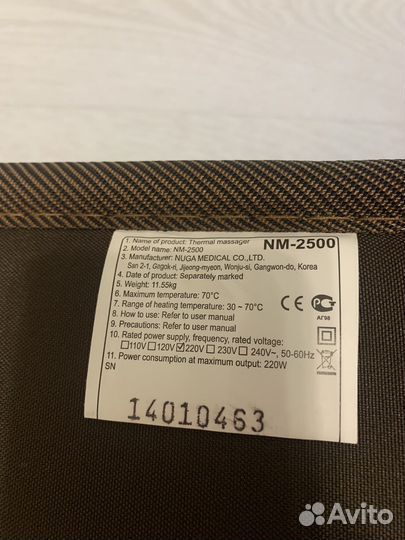 1. Name of product: Thermal massager NM-2500
2. Model name: NM-2500
3. Manufacturer: NUGA MEDICAL CO.,LTD.
San 2-1, Gagok-ri, Jijeong-myeon, Wonju-si, Gangwon-do, Korea
4. Date of product: Separately marked
5. Weight: 11.55kg
6. Maximum temperature: 70°C
7. Range of heating temperature: 30 ~ 70°C
8. How to use: Refer to user manual
9. Precautions: Refer to user manual
10. Rated power supply, frequency, rated voltage:
☐110V ☐120V ☑220V ☐230V ☐240V~, 50-60Hz
11. Power consumption at maximum output: 220W
SN
CE РС
АГ98
14010463
Avito